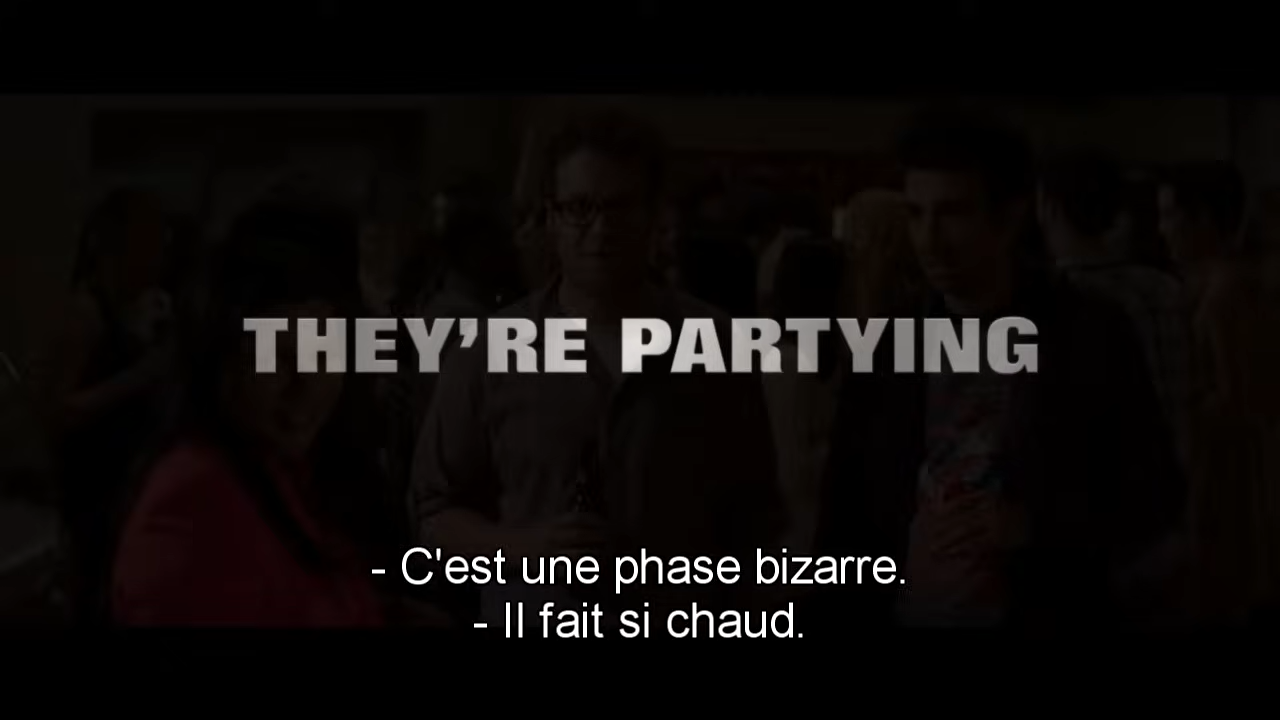 THEY'RE PARTYING
- C'est une phase bizarre.
- Il fait si chaud.